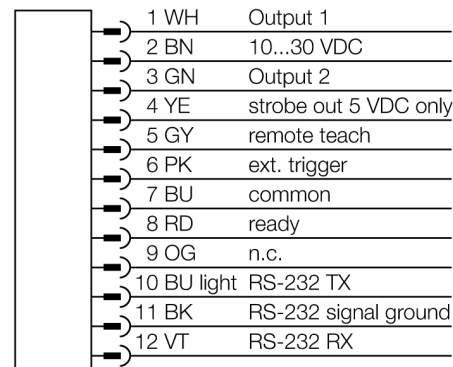 1 WH Output 1
2 BN 10...30 VDC
3 GN Output 2
4 YE strobe out 5 VDC only
5 GY remote teach
6 PK ext. trigger
7 BU common
8 RD ready
9 OG n.c.
10 BU light RS-232 TX
11 BK RS-232 signal ground
12 VT RS-232 RX